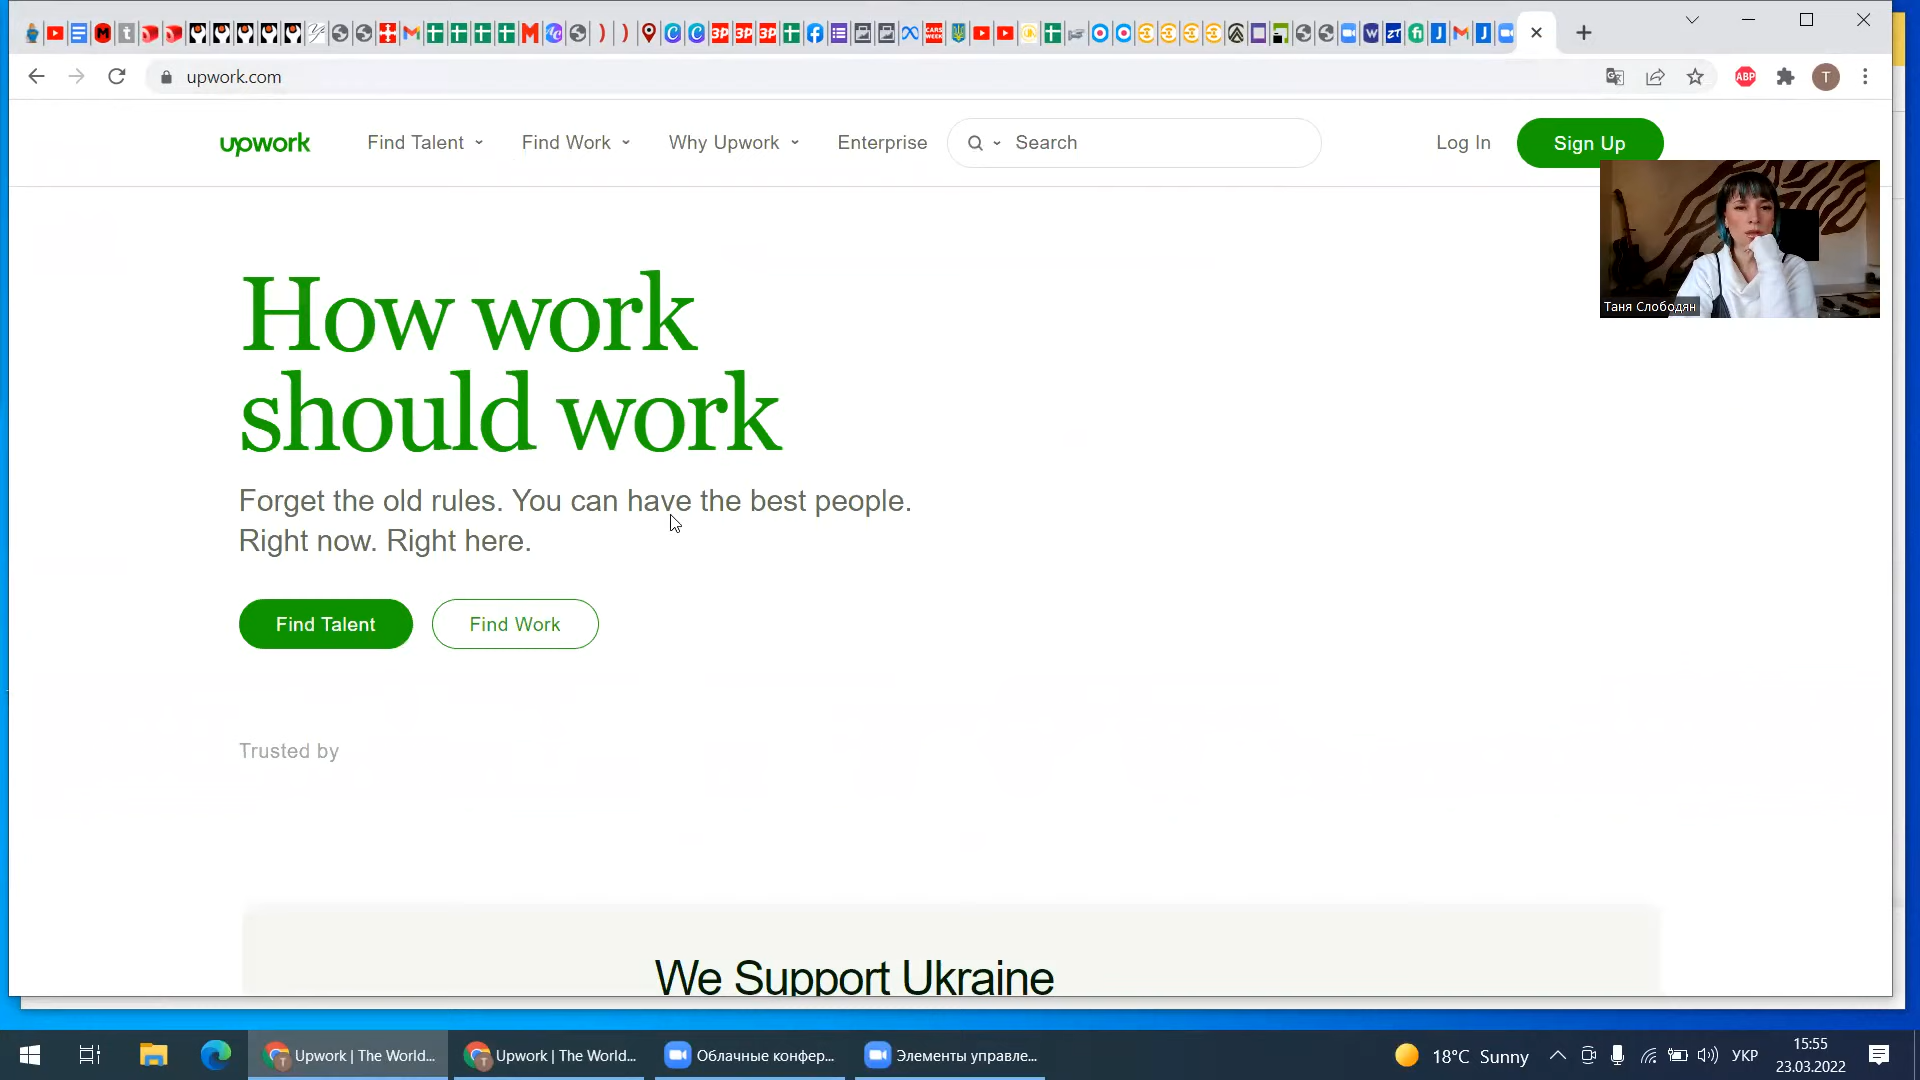 upwork.com
ABP
T
upwork
Find Talent
Find Work
Why Upwork
Enterprise
Search
Log In
Sign Up
Таня Слободян
How work
should work
Forget the old rules. You can have the best people.
Right now. Right here.
Find Talent
Find Work
Trusted by
We Support Ukraine
Upwork | The World...
Upwork | The World...
Облачные конфер...
Элементы управле...
18°C Sunny
УКР
15:55
23.03.2022